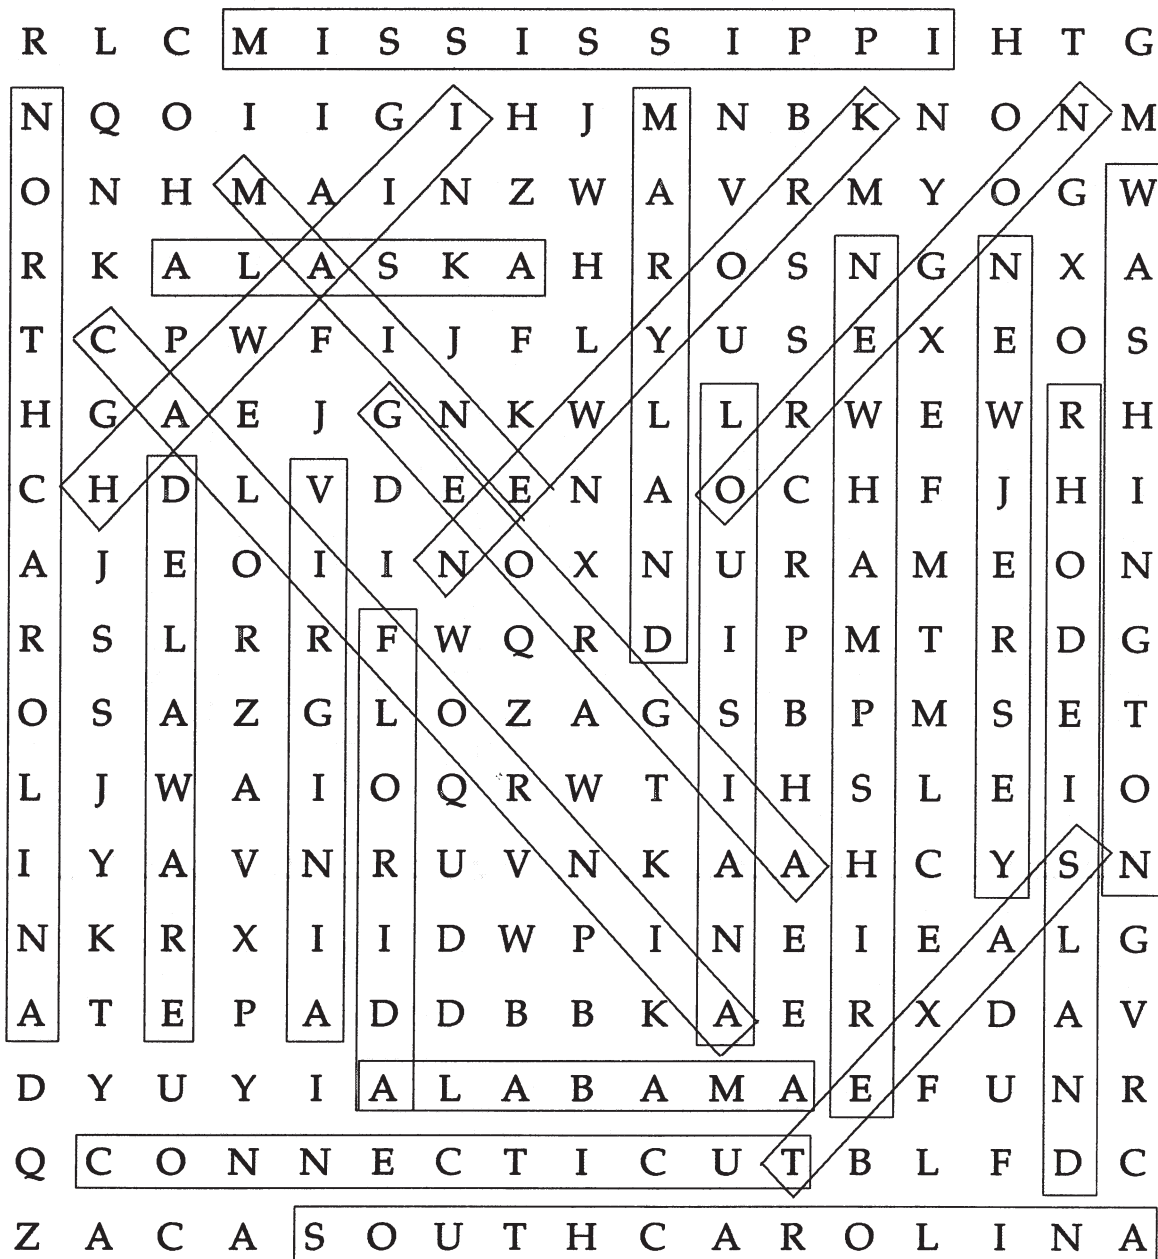 R L C M I S S I S S I P P I H T G
N Q O I I G I H J M N B K N O N M
O N H M A I N Z W A V R M Y O G W
R K A L A S K A H R O S N G N X A
T C P W F I J F L Y U S E X E O S
H G A E J G N K W L L R W E W R H
C H D L V D E E N A O C H F J H I
A J E O I I N O X N U R A M E O N
R S L R R F W Q R D I P M T R D G
O S A Z G L O Z A G S B P M S E T
L J W A I O Q R W T I H S L E I O
I Y A V N R U V N K A A H C Y S N
N K R X I I D W P I N E I E A L G
A T E P A D D B B K A E R X D A V
D Y U Y I A L A B A M A E F U N R
Q C O N N E C T I C U T B L F D C
Z A C A S O U T H C A R O L I N A